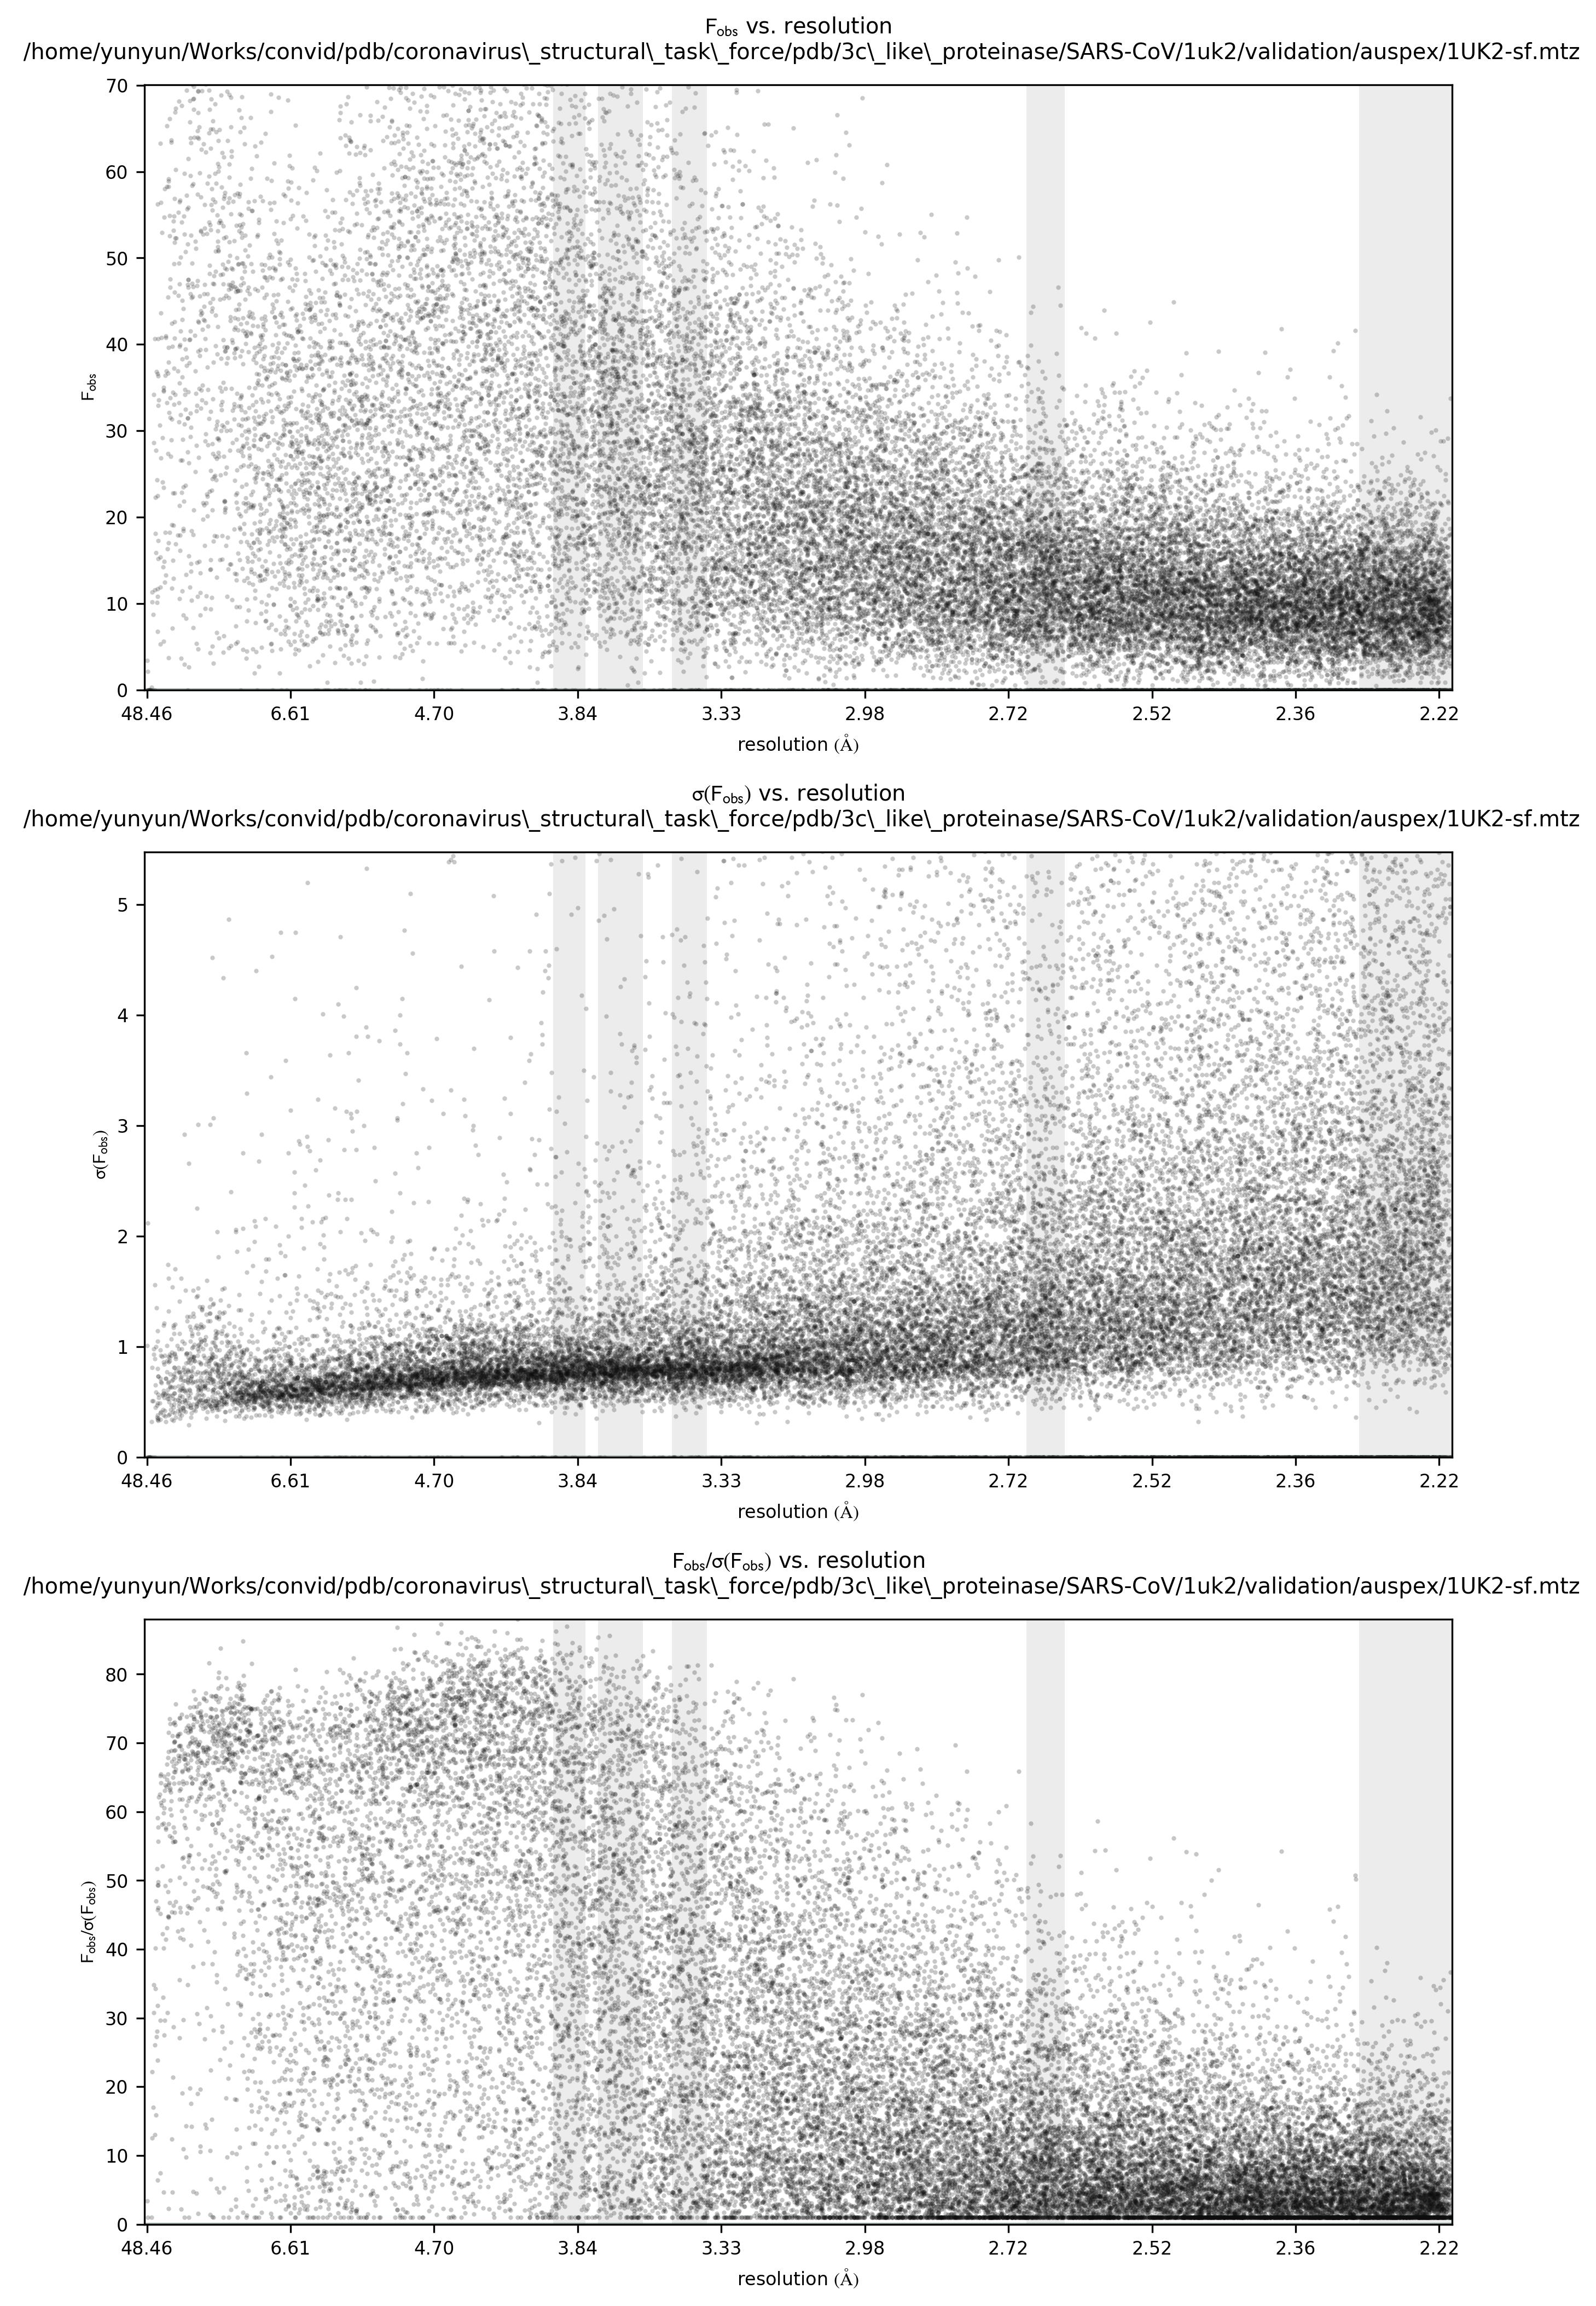 Fobs vs. resolution
/home/yunyun/Works/convid/pdb/coronavirus\_structural\_task\_force/pdb/3c\_like\_proteinase/SARS-CoV/1uk2/validation/auspex/1UK2-sf.mtz
70
60
50
40
30
20
10
0
Fobs
48.46 6.61 4.70 3.84 3.33 2.98 2.72 2.52 2.36 2.22
resolution (Å)
σ(Fobs) vs. resolution
/home/yunyun/Works/convid/pdb/coronavirus\_structural\_task\_force/pdb/3c\_like\_proteinase/SARS-CoV/1uk2/validation/auspex/1UK2-sf.mtz
5
4
3
2
1
0
σ(Fobs)
48.46 6.61 4.70 3.84 3.33 2.98 2.72 2.52 2.36 2.22
resolution (Å)
Fobs/σ(Fobs) vs. resolution
/home/yunyun/Works/convid/pdb/coronavirus\_structural\_task\_force/pdb/3c\_like\_proteinase/SARS-CoV/1uk2/validation/auspex/1UK2-sf.mtz
80
70
60
50
40
30
20
10
0
Fobs/σ(Fobs)
48.46 6.61 4.70 3.84 3.33 2.98 2.72 2.52 2.36 2.22
resolution (Å)